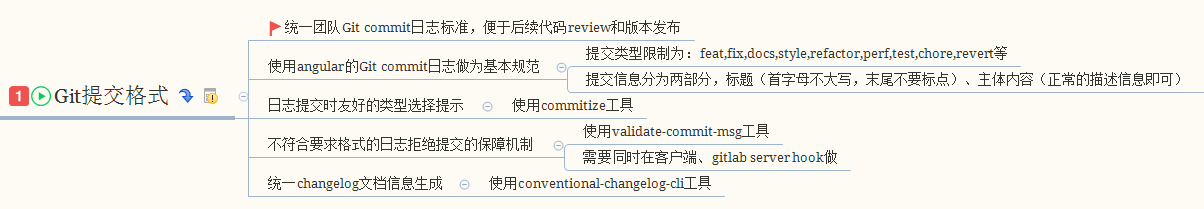 1
Git提交格式
统一团队Git commit日志标准，便于后续代码review和版本发布
使用angular的Git commit日志做为基本规范
提交类型限制为：feat,fix,docs,style,refactor,perf,test,chore,revert等
提交信息分为两部分，标题（首字母不大写，末尾不要标点）、主体内容（正常的描述信息即可）
日志提交时友好的类型选择提示
使用commitize工具
不符合要求格式的日志拒绝提交的保障机制
使用validate-commit-msg工具
需要同时在客户端、gitlab server hook做
统一changelog文档信息生成
使用conventional-changelog-cli工具